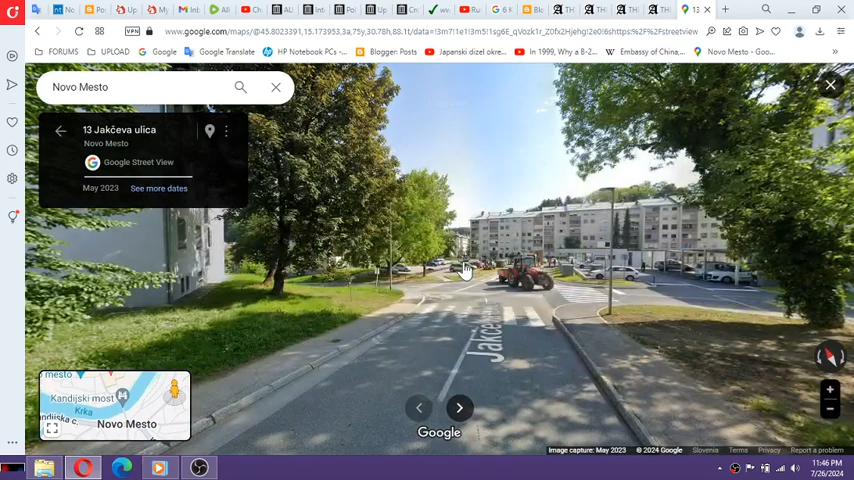 13
VPN
www.google.com/maps/@45.8023391,15.173953,3a,75y,30.78h,88.1t/data=!3m7!1e1!3m5!1sg6E_qVozk1r_Z0fx2Hjehg!2e0!6shttps:%2F%2Fstreetview
FORUMS
UPLOAD
Google
Google Translate
HP Notebook PC...
Blogger: Posts
Japanski dizel okre...
In 1999, Why a B-2...
Embassy of China,...
Novo Mesto - Goo...
Novo Mesto
13 Jakčeva ulica
Novo Mesto
Google Street View
May 2023
See more dates
Jakčeva
mesto
Kandijski most
Krka
Novo Mesto
Google
Image capture: May 2023
© 2024 Google
Slovenia
Terms
Privacy
Report a problem
11:46 PM
7/26/2024